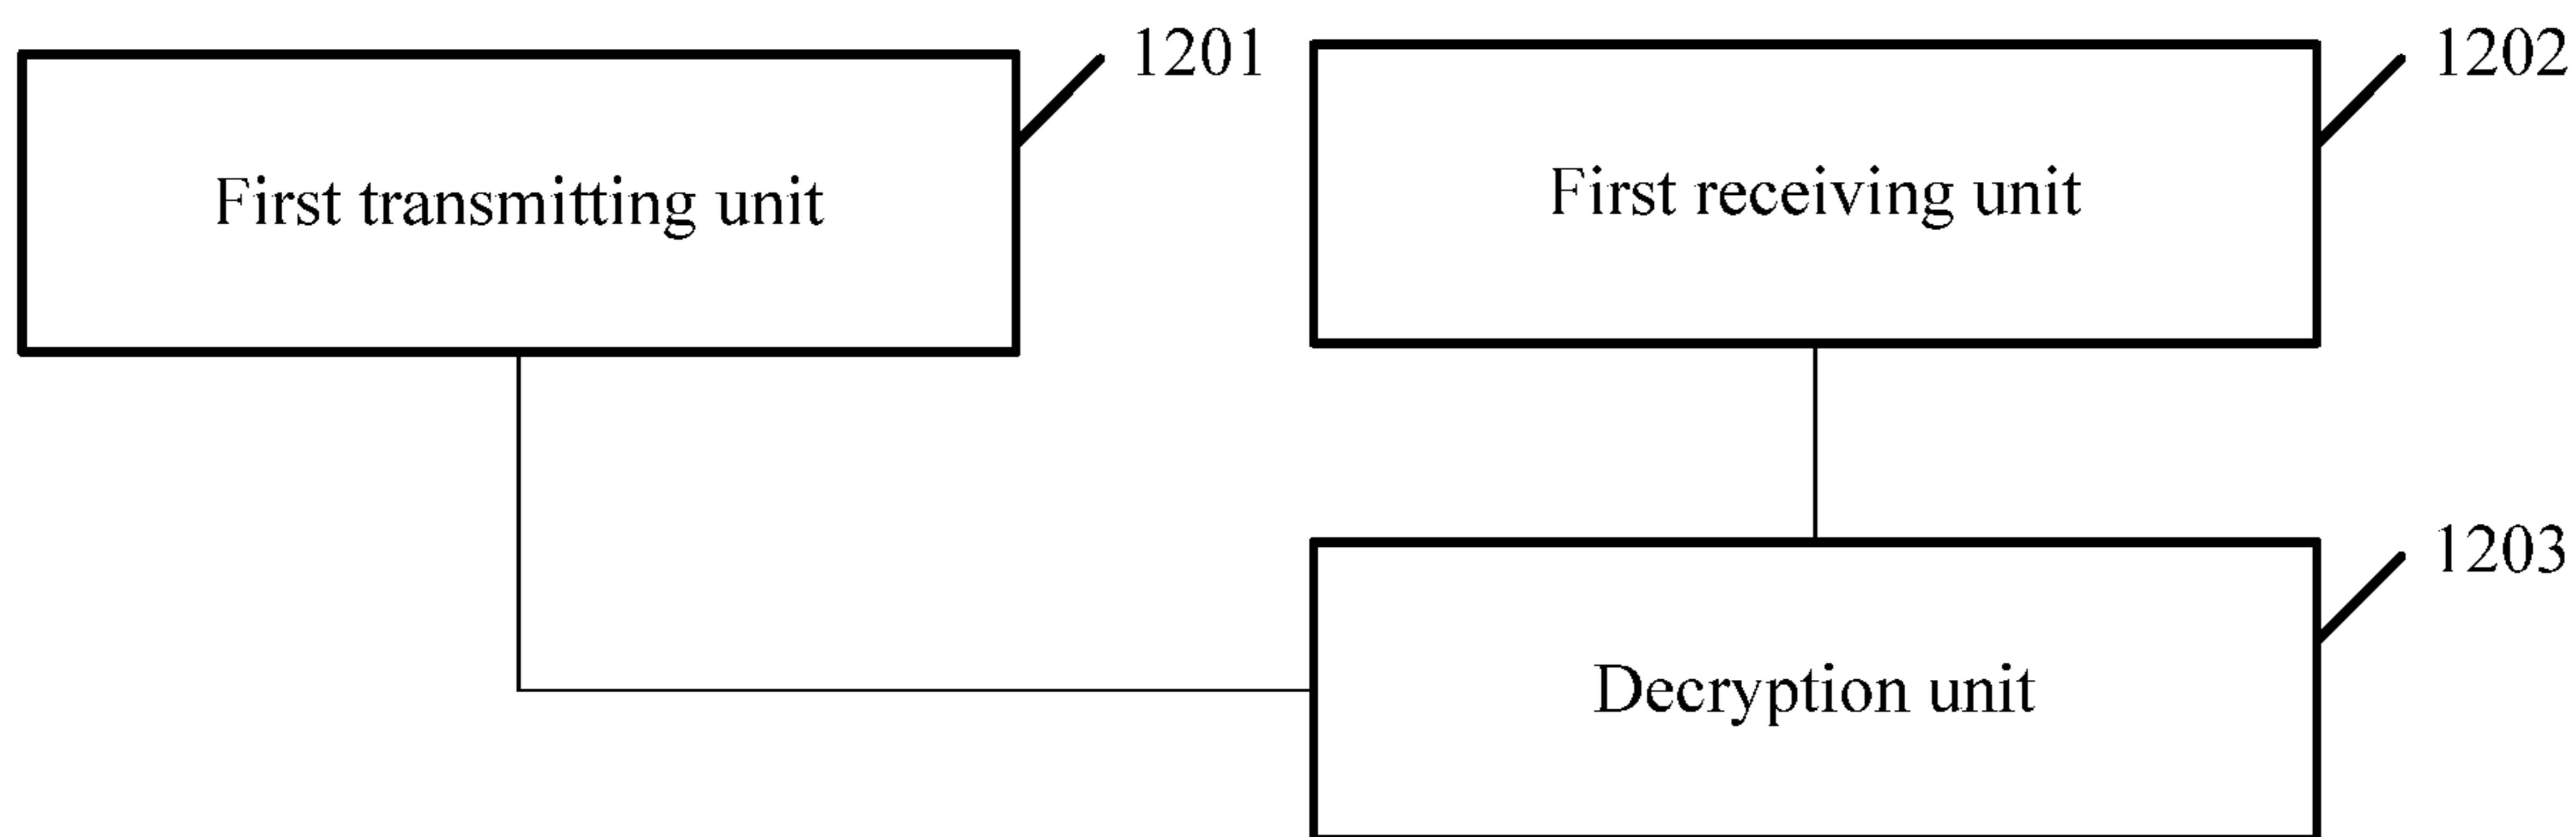 1201
First transmitting unit
1202
First receiving unit
1203
Decryption unit